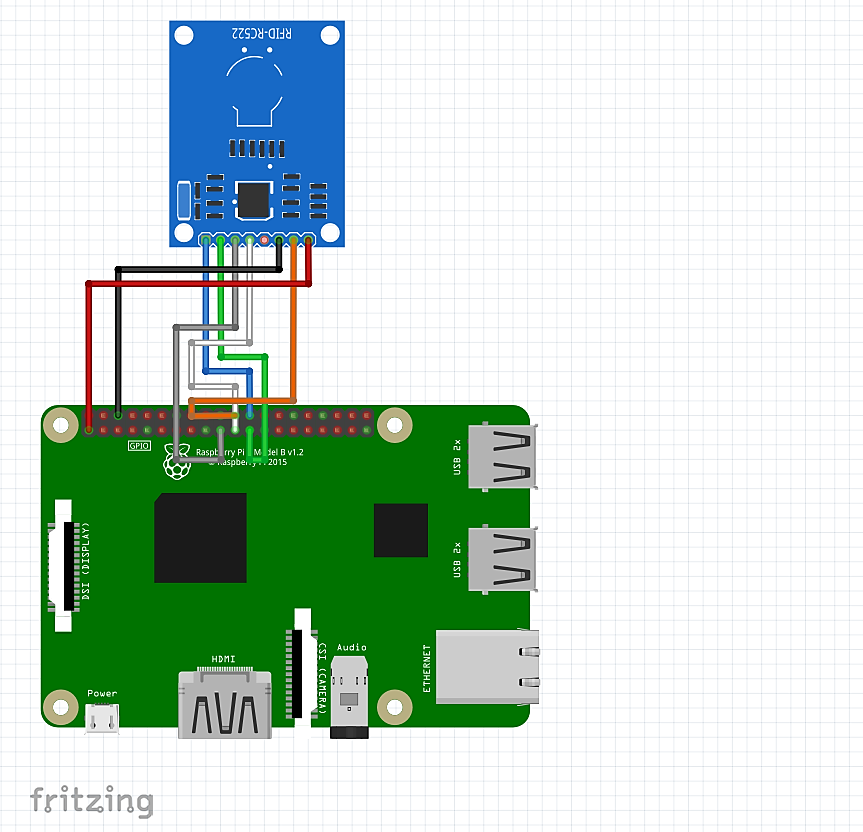 RFID-RC522
GPIO
Raspberry Pi Model B v1.2
© Raspberry Pi 2015
USB 2x
DSI (DISPLAY)
USB 2x
HDMI
CSI (CAMERA)
Audio
ETHERNET
Power
fritzing